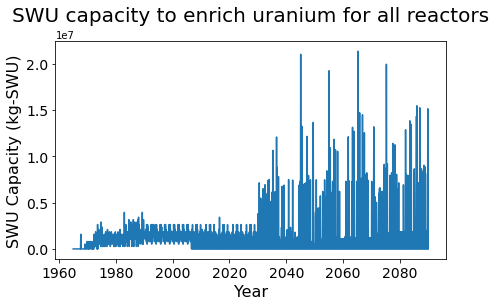 SWU capacity to enrich uranium for all reactors
1e7
SWU Capacity (kg-SWU)
2.0
1.5
1.0
0.5
0.0
1960 1980 2000 2020 2040 2060 2080
Year